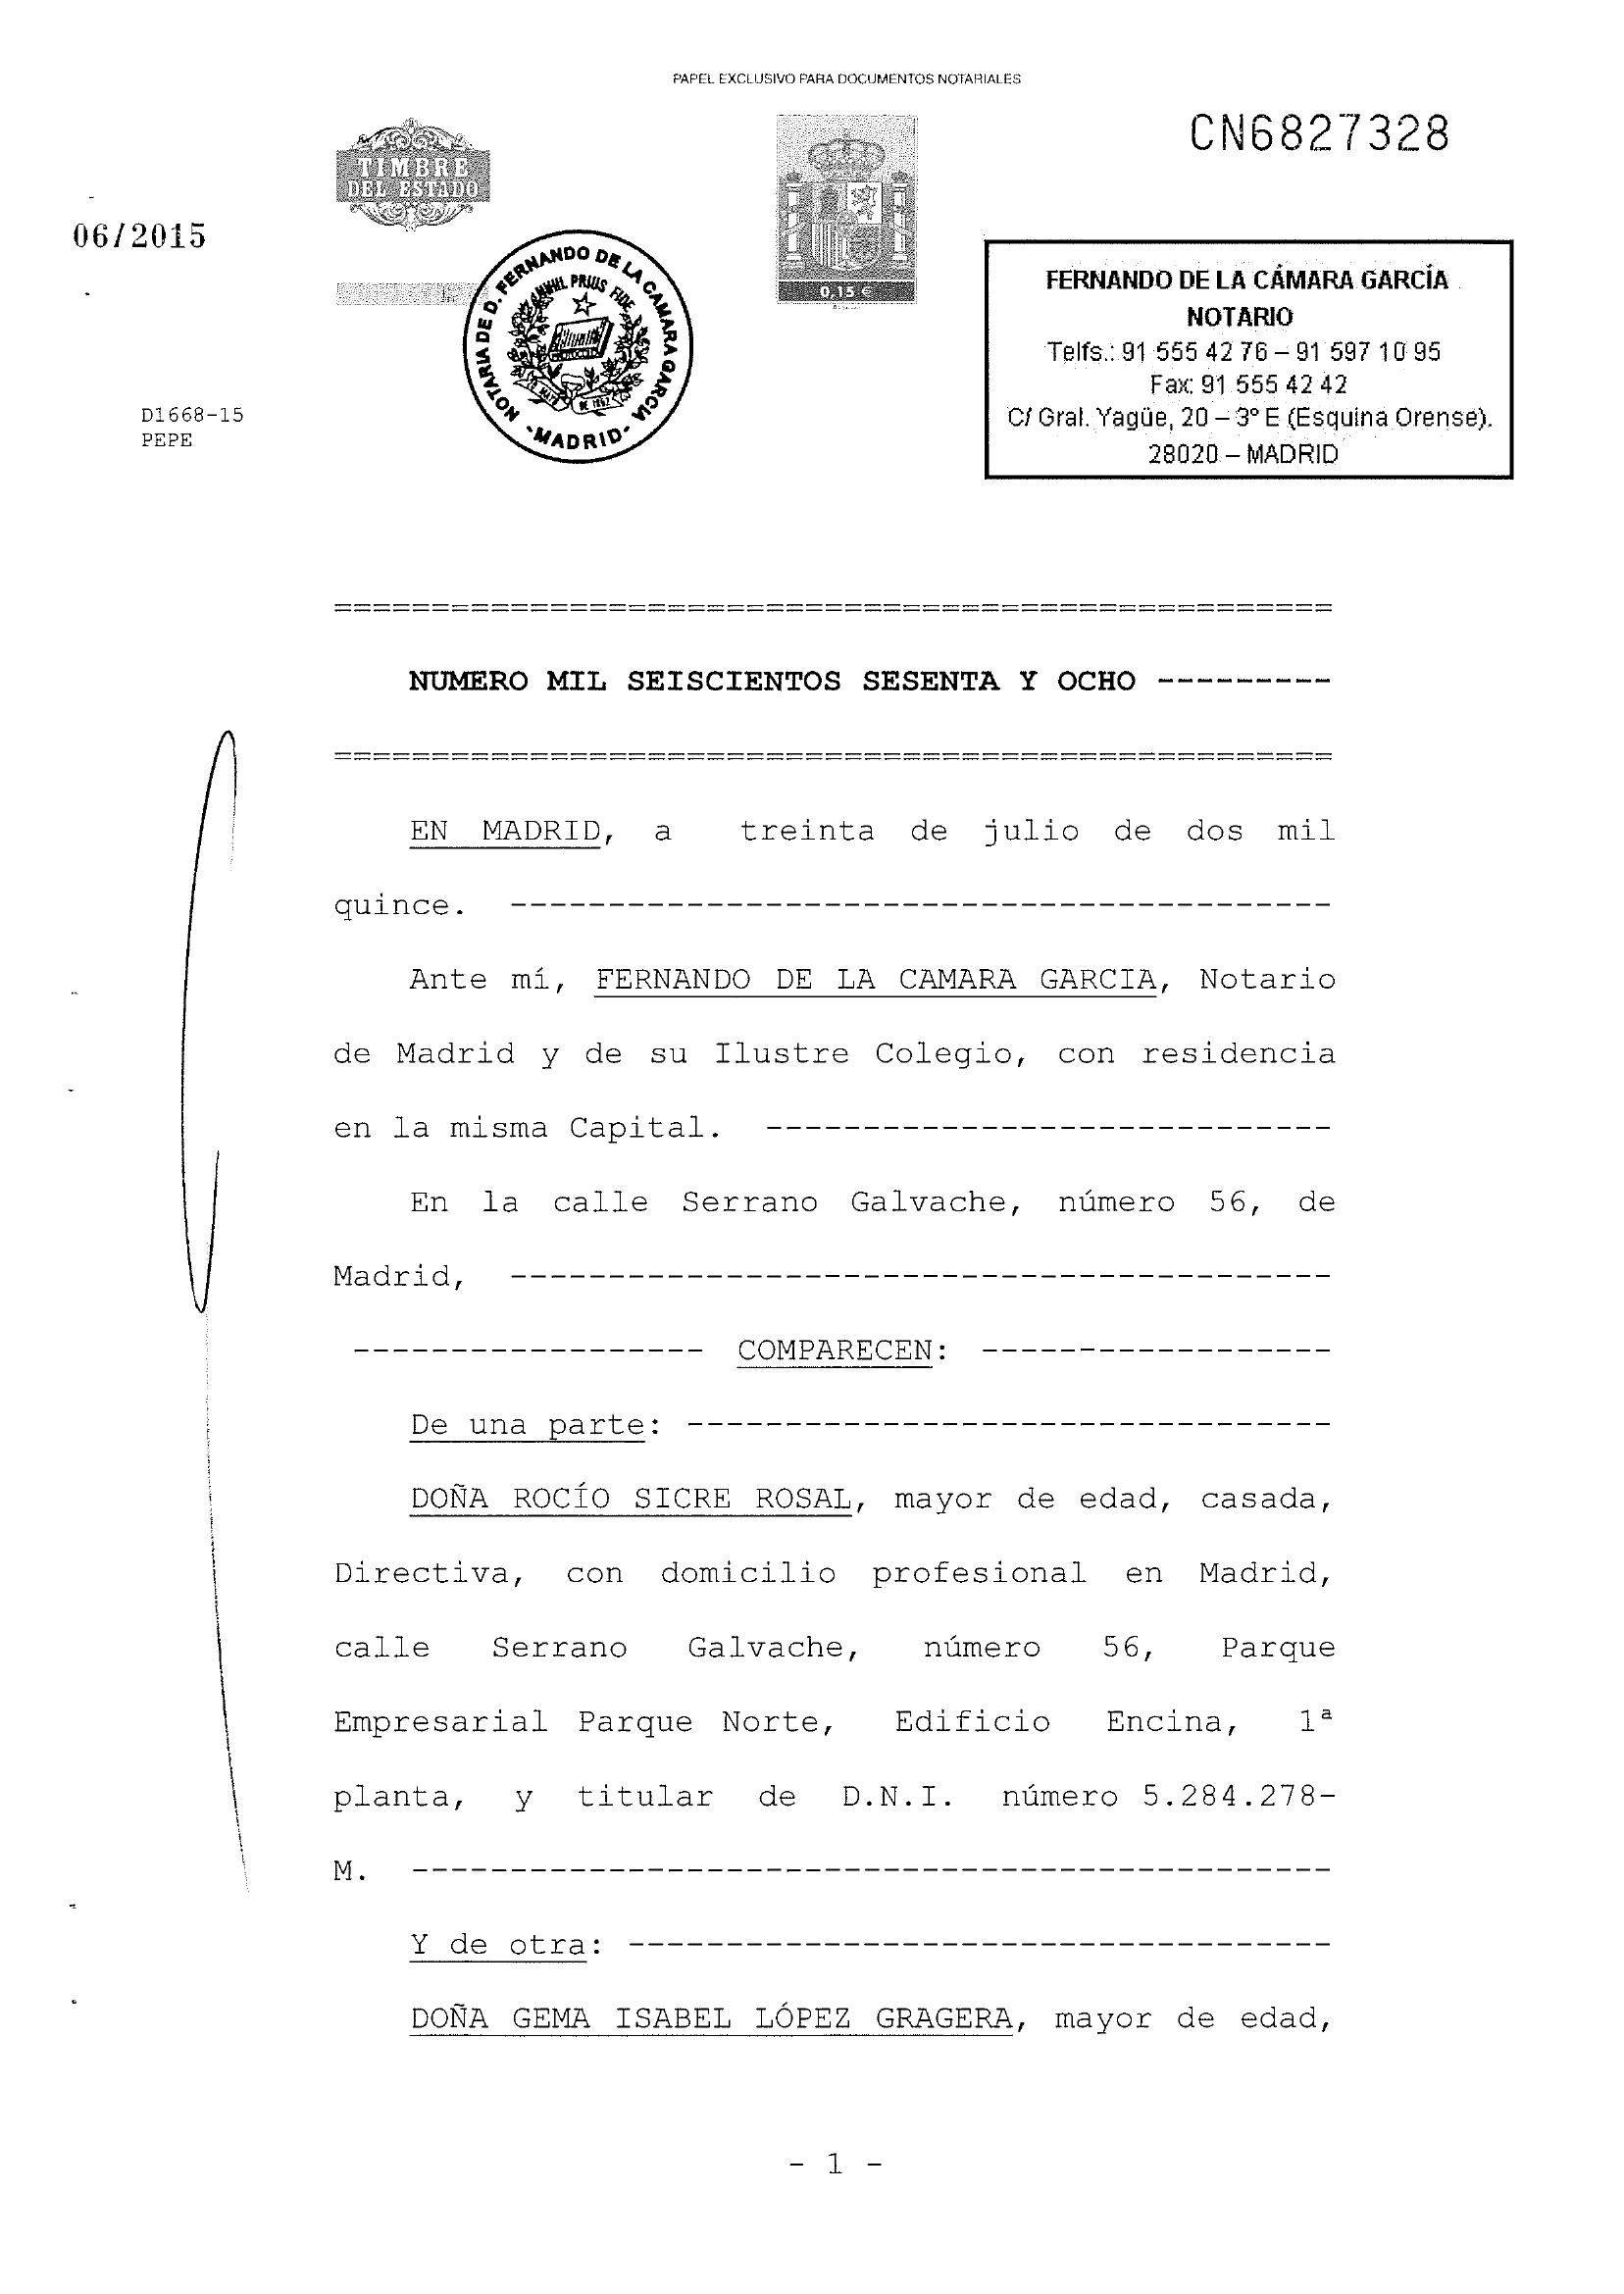 PAPEL EXCLUSIVO PARA DOCUMENTOS NOTARIALES
CN6827328
TIMBRE
DEL ESTADO
06/2015
0,15 €
NOTARIA DE D. FERNANDO DE LA CAMARA GARCIA
NIHIL PRIUS FIDE
-MADRID-
FERNANDO DE LA CÁMARA GARCÍA
NOTARIO
Telfs.: 91 555 42 76 – 91 597 10 95
Fax: 91 555 42 42
C/ Gral. Yagüe, 20 – 3º E (Esquina Orense).
28020 – MADRID
D1668-15
PEPE
===================================================
NUMERO MIL SEISCIENTOS SESENTA Y OCHO ---------
===================================================
EN MADRID, a treinta de julio de dos mil
quince. ------------------------------------------
Ante mí, FERNANDO DE LA CAMARA GARCIA, Notario
de Madrid y de su Ilustre Colegio, con residencia
en la misma Capital. -----------------------------
En la calle Serrano Galvache, número 56, de
Madrid, ------------------------------------------
------------------ COMPARECEN: ------------------
De una parte: ---------------------------------
DOÑA ROCÍO SICRE ROSAL, mayor de edad, casada,
Directiva, con domicilio profesional en Madrid,
calle Serrano Galvache, número 56, Parque
Empresarial Parque Norte, Edificio Encina, 1ª
planta, y titular de D.N.I. número 5.284.278-
M. -----------------------------------------------
Y de otra: ------------------------------------
DOÑA GEMA ISABEL LÓPEZ GRAGERA, mayor de edad,
- 1 -